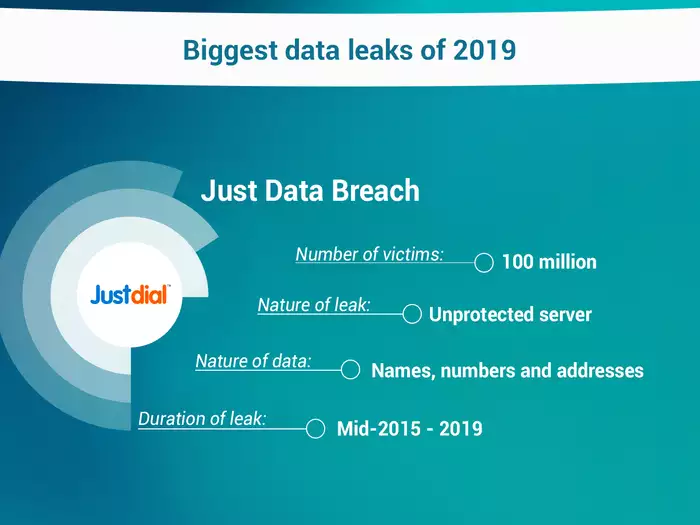 Biggest data leaks of 2019
Just Data Breach
Justdial™
Number of victims: 100 million
Nature of leak: Unprotected server
Nature of data: Names, numbers and addresses
Duration of leak: Mid-2015 - 2019